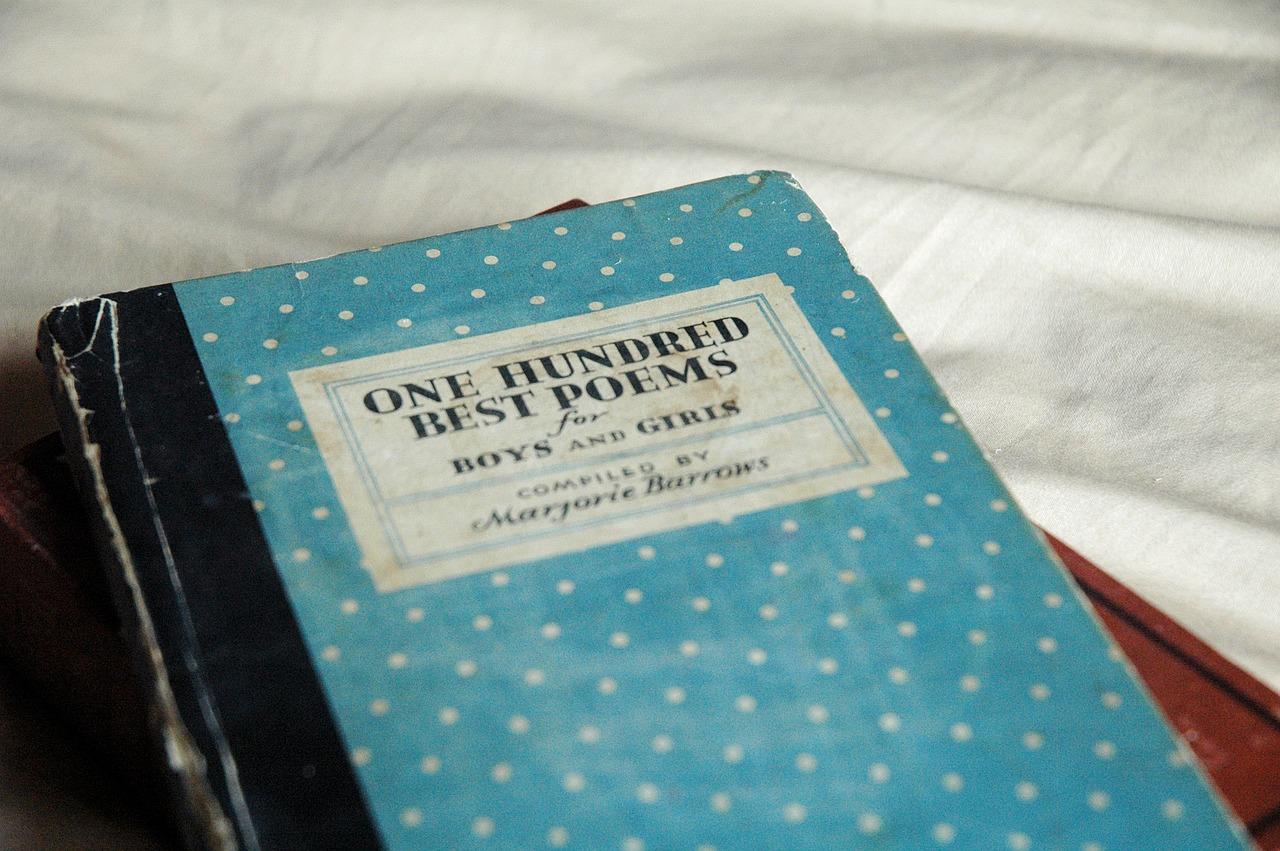 ONE HUNDRED
BEST POEMS
for
BOYS AND GIRLS
COMPILED BY
Marjorie Barrows